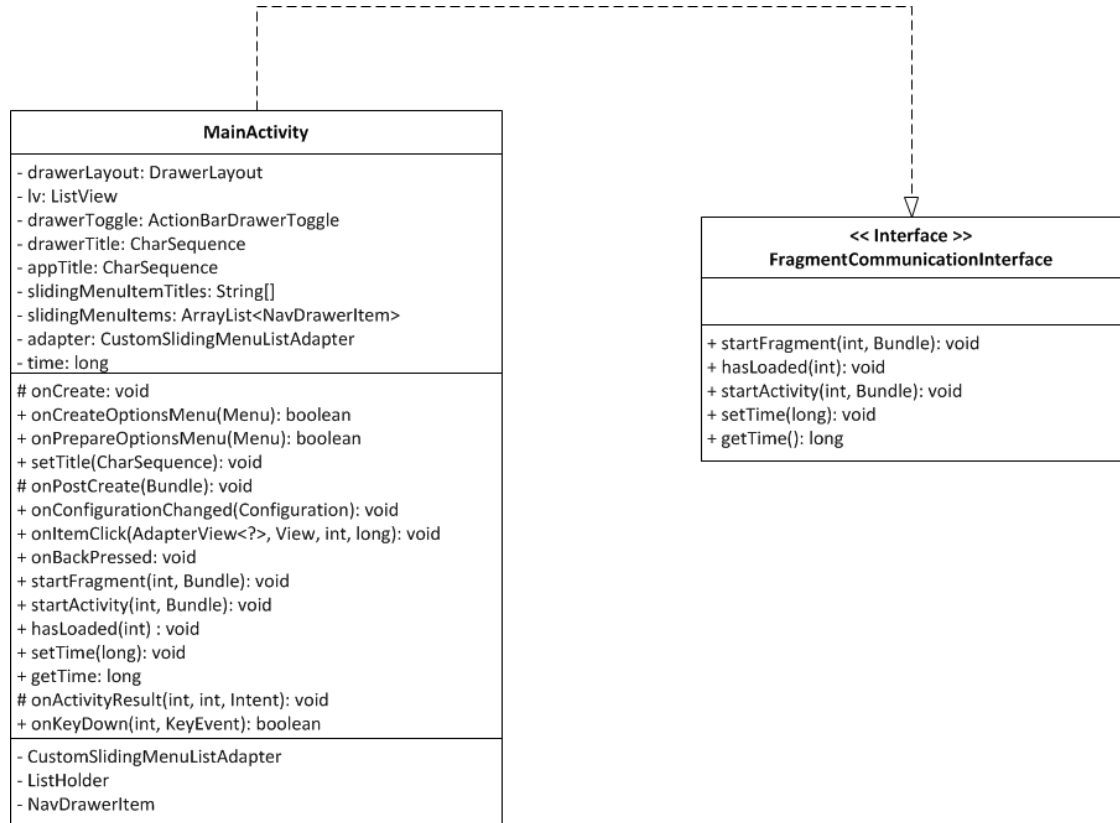 MainActivity
- drawerLayout: DrawerLayout
- lv: ListView
- drawerToggle: ActionBarDrawerToggle
- drawerTitle: CharSequence
- appTitle: CharSequence
- slidingMenuItemTitles: String[]
- slidingMenuItems: ArrayList<NavDrawerItem>
- adapter: CustomSlidingMenuListAdapter
- time: long
# onCreate: void
+ onCreateOptionsMenu(Menu): boolean
+ onPrepareOptionsMenu(Menu): boolean
+ setTitle(CharSequence): void
# onPostCreate(Bundle): void
+ onConfigurationChanged(Configuration): void
+ onItemClick(AdapterView<?>, View, int, long): void
+ onBackPressed: void
+ startFragment(int, Bundle): void
+ startActivity(int, Bundle): void
+ hasLoaded(int) : void
+ setTime(long): void
+ getTime: long
# onActivityResult(int, int, Intent): void
+ onKeyDown(int, KeyEvent): boolean
- CustomSlidingMenuListAdapter
- ListHolder
- NavDrawerItem
<< Interface >>
FragmentCommunicationInterface
+ startFragment(int, Bundle): void
+ hasLoaded(int): void
+ startActivity(int, Bundle): void
+ setTime(long): void
+ getTime(): long